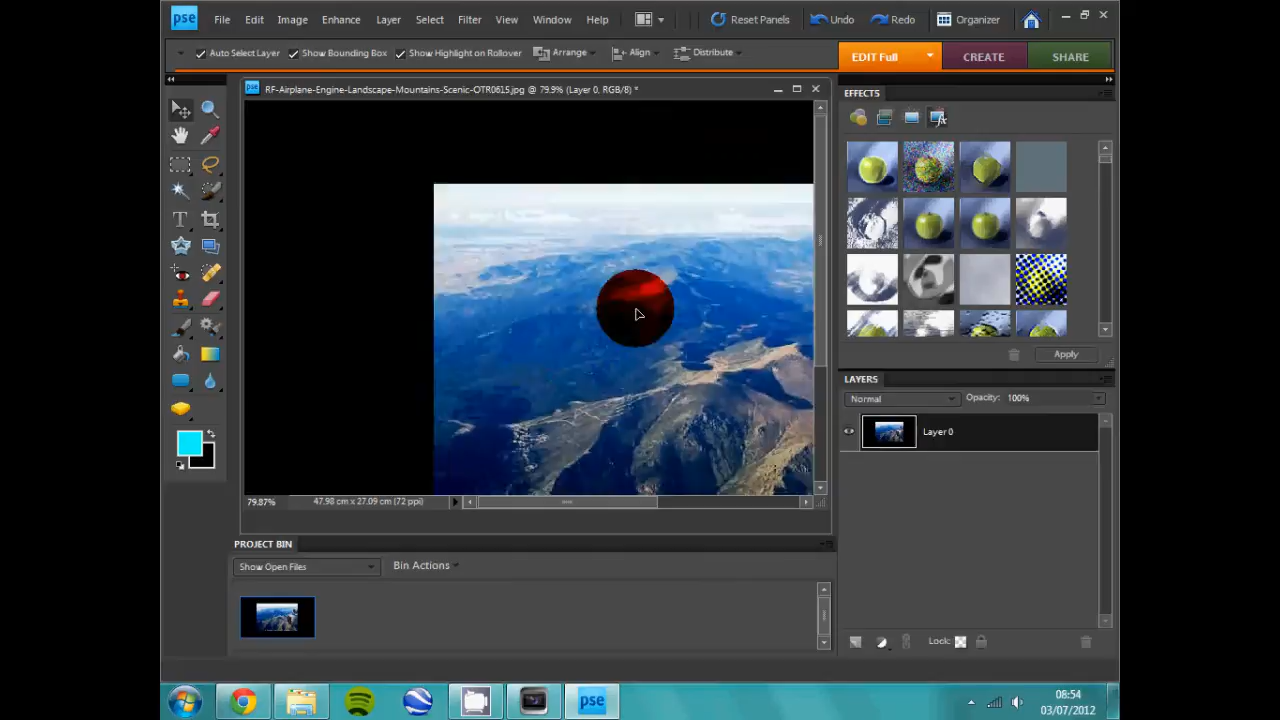 pse File Edit Image Enhance Layer Select Filter View Window Help Reset Panels Undo Redo Organizer
Auto Select Layer Show Bounding Box Show Highlight on Rollover Arrange Align Distribute EDIT Full CREATE SHARE
pse RF-Airplane-Engine-Landscape-Mountains-Scenic-OTR0615.jpg @ 79.9% (Layer 0, RGB/8) *
EFFECTS
fx
Apply
LAYERS
Normal Opacity: 100%
Layer 0
T
79.87% 47.98 cm x 27.09 cm (72 ppi)
PROJECT BIN
Show Open Files Bin Actions
Lock:
pse
08:54
03/07/2012